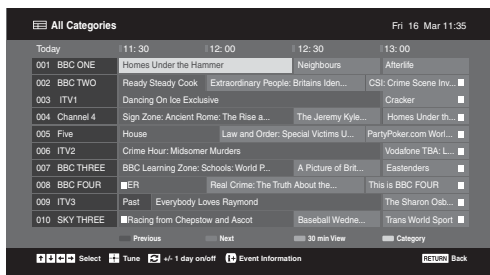 All Categories Fri 16 Mar 11:35
Today 11: 30 12: 00 12: 30 13: 00
001 BBC ONE Homes Under the Hammer Neighbours Afterlife
002 BBC TWO Ready Steady Cook Extraordinary People: Britains Iden... CSI: Crime Scene Inv...
003 ITV1 Dancing On Ice Exclusive Cracker
004 Channel 4 Sign Zone: Ancient Rome: The Rise a... The Jeremy Kyle... Homes Under th...
005 Five House Law and Order: Special Victims U... PartyPoker.com Worl...
006 ITV2 Crime Hour: Midsomer Murders Vodafone TBA: L...
007 BBC THREE BBC Learning Zone: Schools: World P... A Picture of Brit... Eastenders
008 BBC FOUR ER Real Crime: The Truth About the... This is BBC FOUR
009 ITV3 Past Everybody Loves Raymond The Sharon Osb...
010 SKY THREE Racing from Chepstow and Ascot Baseball Wedne... Trans World Sport
Previous Next 30 min View Category
Select Tune +/- 1 day on/off i+ Event Information RETURN Back